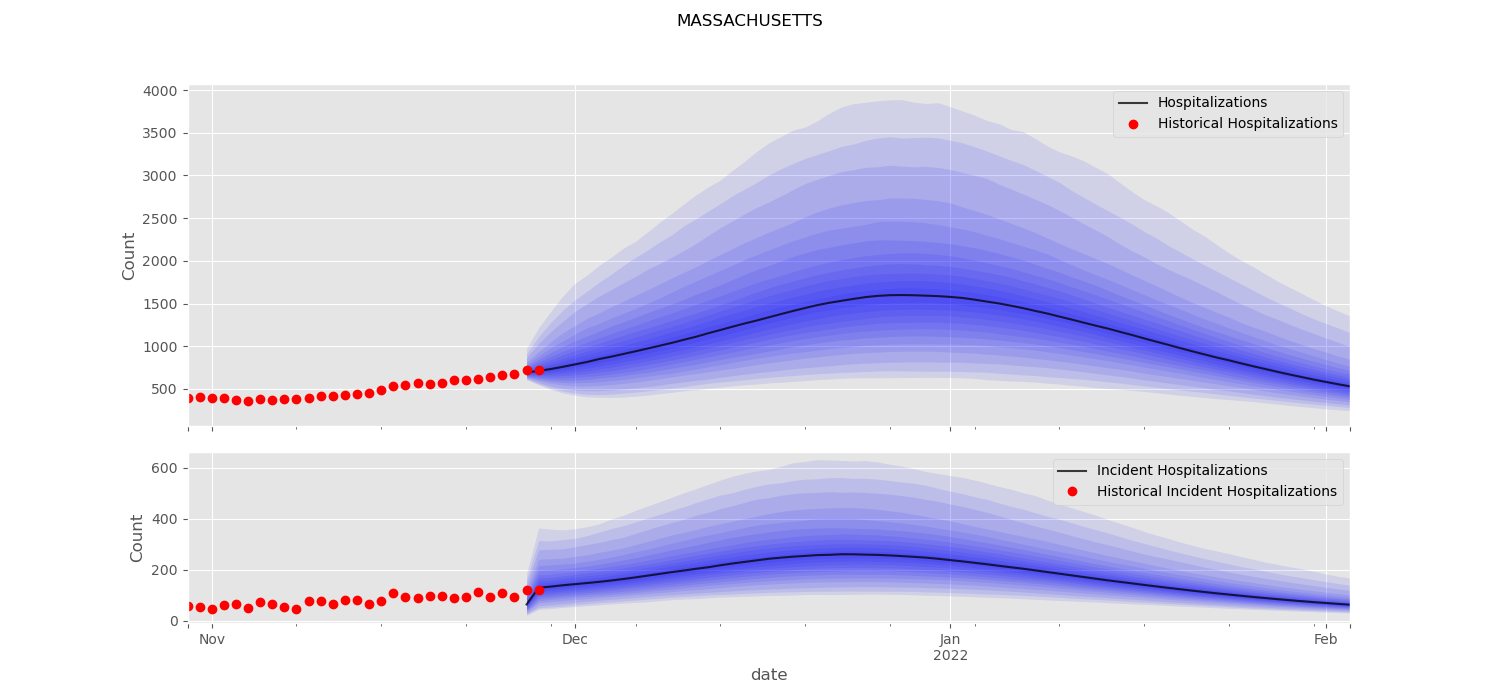 MASSACHUSETTS
4000
3500
3000
2500
2000
1500
1000
500
Count
Hospitalizations
Historical Hospitalizations
600
400
200
0
Count
Incident Hospitalizations
Historical Incident Hospitalizations
Nov
Dec
Jan
2022
Feb
date